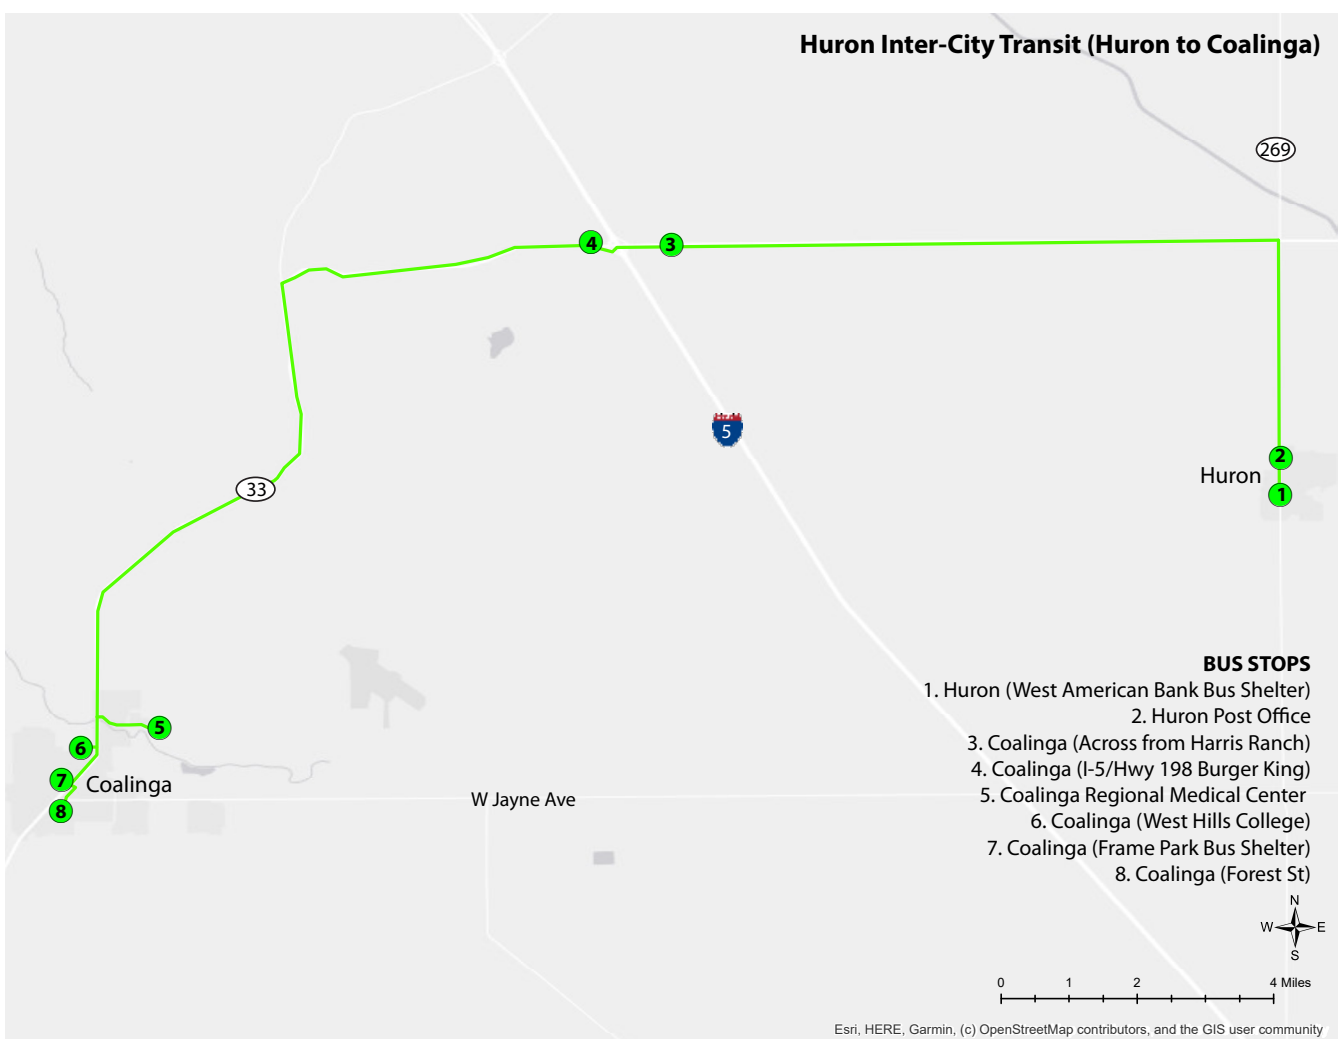 Huron Inter-City Transit (Huron to Coalinga)
269
4
3
5
2
Huron
1
33
5
6
7
Coalinga
8
W Jayne Ave
BUS STOPS
1. Huron (West American Bank Bus Shelter)
2. Huron Post Office
3. Coalinga (Across from Harris Ranch)
4. Coalinga (I-5/Hwy 198 Burger King)
5. Coalinga Regional Medical Center
6. Coalinga (West Hills College)
7. Coalinga (Frame Park Bus Shelter)
8. Coalinga (Forest St)
N
W E
S
0 1 2 4 Miles
Esri, HERE, Garmin, (c) OpenStreetMap contributors, and the GIS user community